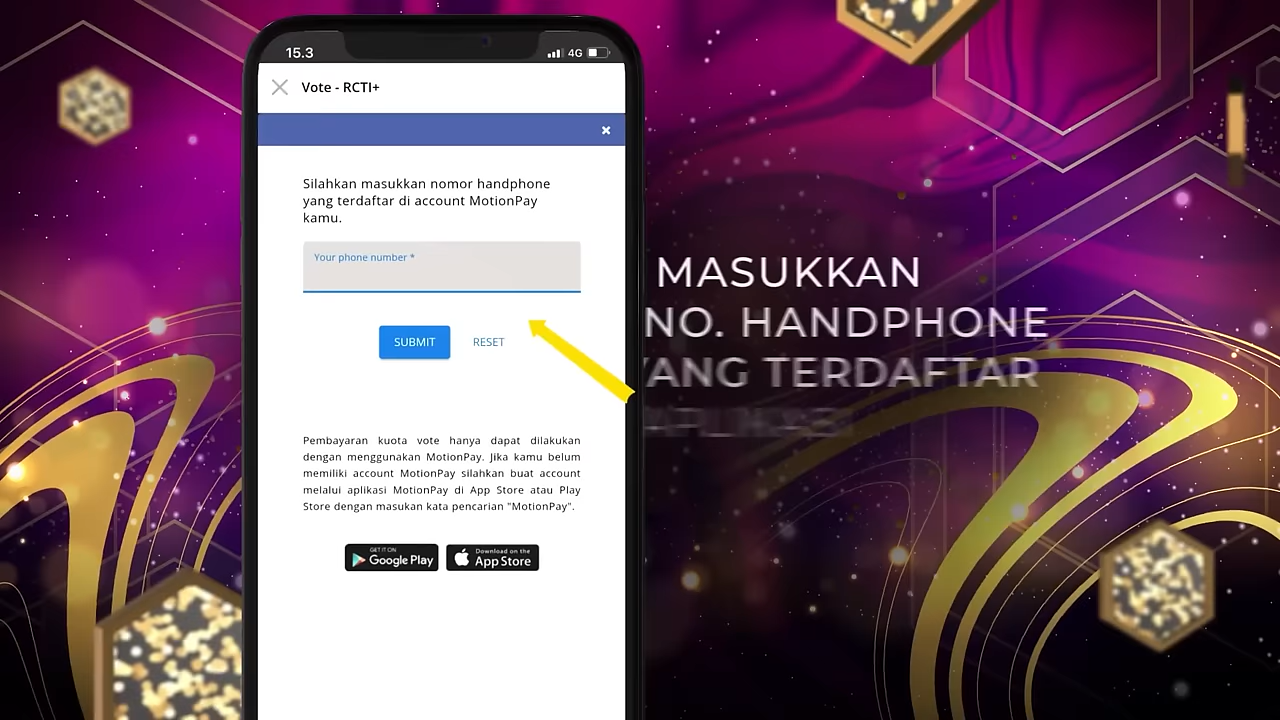 15.3
4G
Vote - RCTI+
Silahkan masukkan nomor handphone
yang terdaftar di account MotionPay
kamu.
Your phone number *
SUBMIT
RESET
Pembayaran kuota vote hanya dapat dilakukan
dengan menggunakan MotionPay. Jika kamu belum
memiliki account MotionPay silahkan buat account
melalui aplikasi MotionPay di App Store atau Play
Store dengan masukan kata pencarian "MotionPay".
GET IT ON
Google Play
Download on the
App Store
MASUKKAN
NO. HANDPHONE
YANG TERDAFTAR
APLIKASI